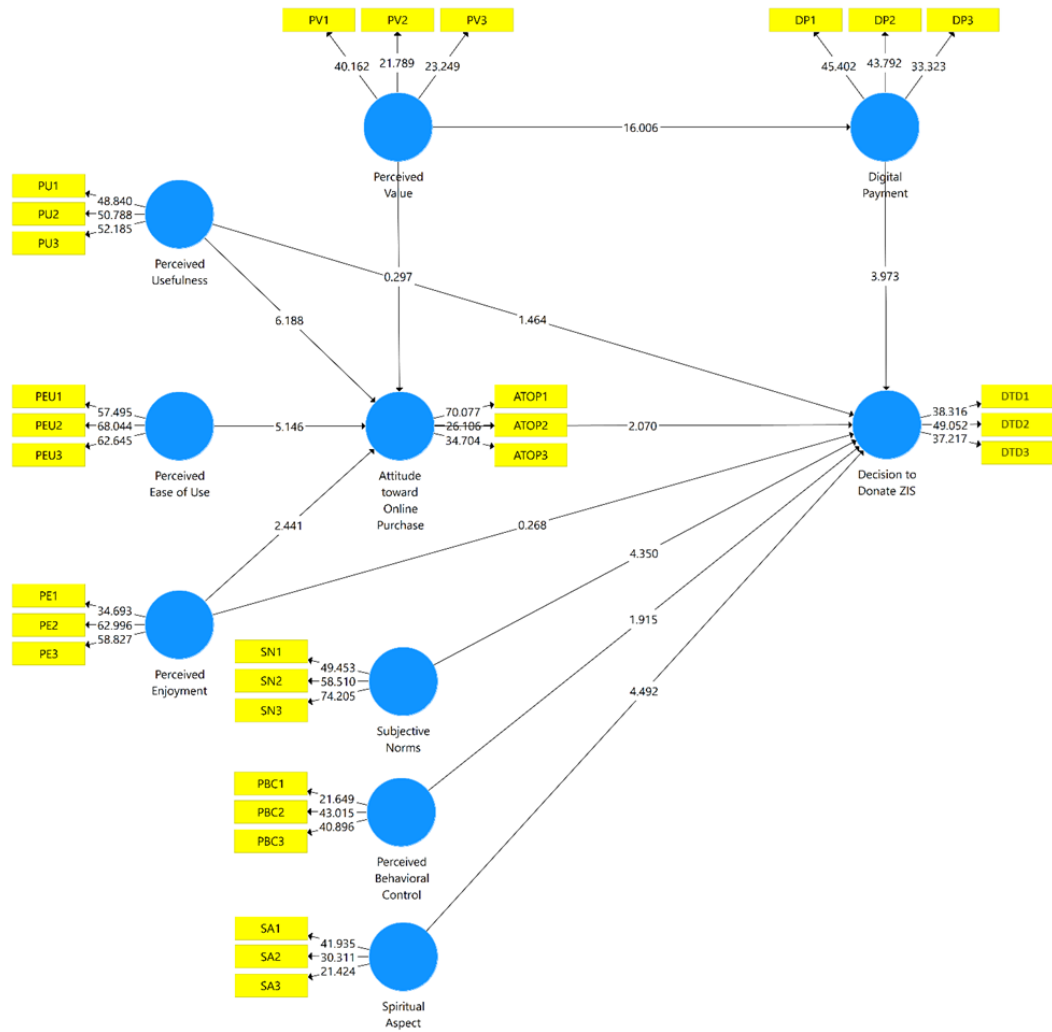 PV1
PV2
PV3
DP1
DP2
DP3
40.162
21.789
23.249
45.402
43.792
33.323
16.006
Perceived
Value
Digital
Payment
PU1
PU2
PU3
48.840
50.788
52.185
Perceived
Usefulness
0.297
3.973
6.188
1.464
PEU1
PEU2
PEU3
57.495
68.044
62.645
Perceived
Ease of Use
5.146
ATOP1
ATOP2
ATOP3
70.077
26.106
34.704
Attitude
toward
Online
Purchase
2.070
DTD1
DTD2
DTD3
38.316
49.052
37.217
Decision to
Donate ZIS
2.441
0.268
4.350
1.915
4.492
PE1
PE2
PE3
34.693
62.996
58.827
Perceived
Enjoyment
SN1
SN2
SN3
49.453
58.510
74.205
Subjective
Norms
PBC1
PBC2
PBC3
21.649
43.015
40.896
Perceived
Behavioral
Control
SA1
SA2
SA3
41.935
30.311
21.424
Spiritual
Aspect